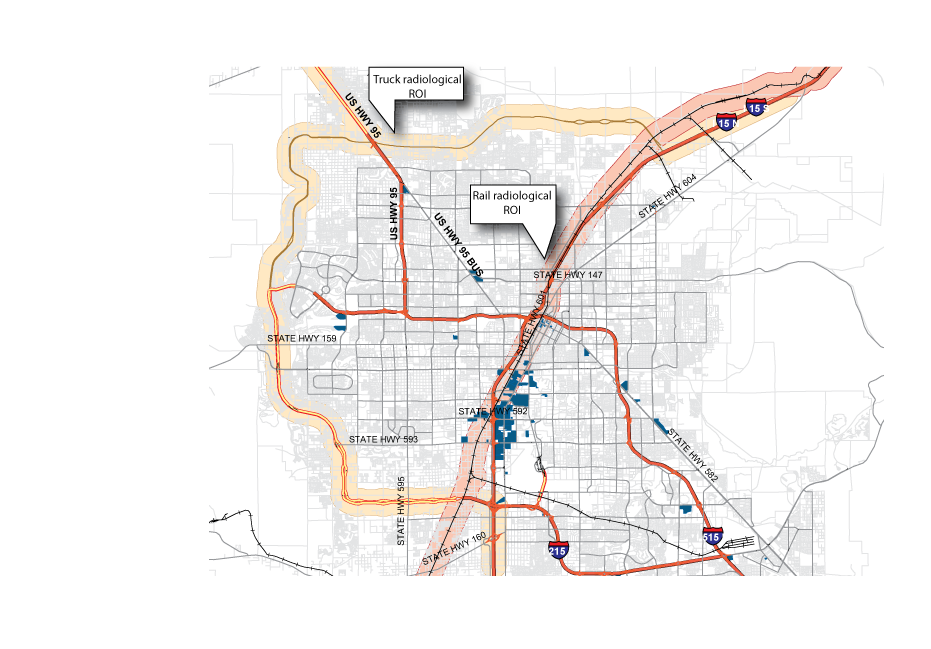 Truck radiological
ROI
US HWY 95
15 S
15 N
Rail radiological
ROI
STATE HWY 604
US HWY 95
US HWY 95 BUS
STATE HWY 147
STATE HWY 601
STATE HWY 159
STATE HWY 592
STATE HWY 593
STATE HWY 582
STATE HWY 595
STATE HWY 160
215
515